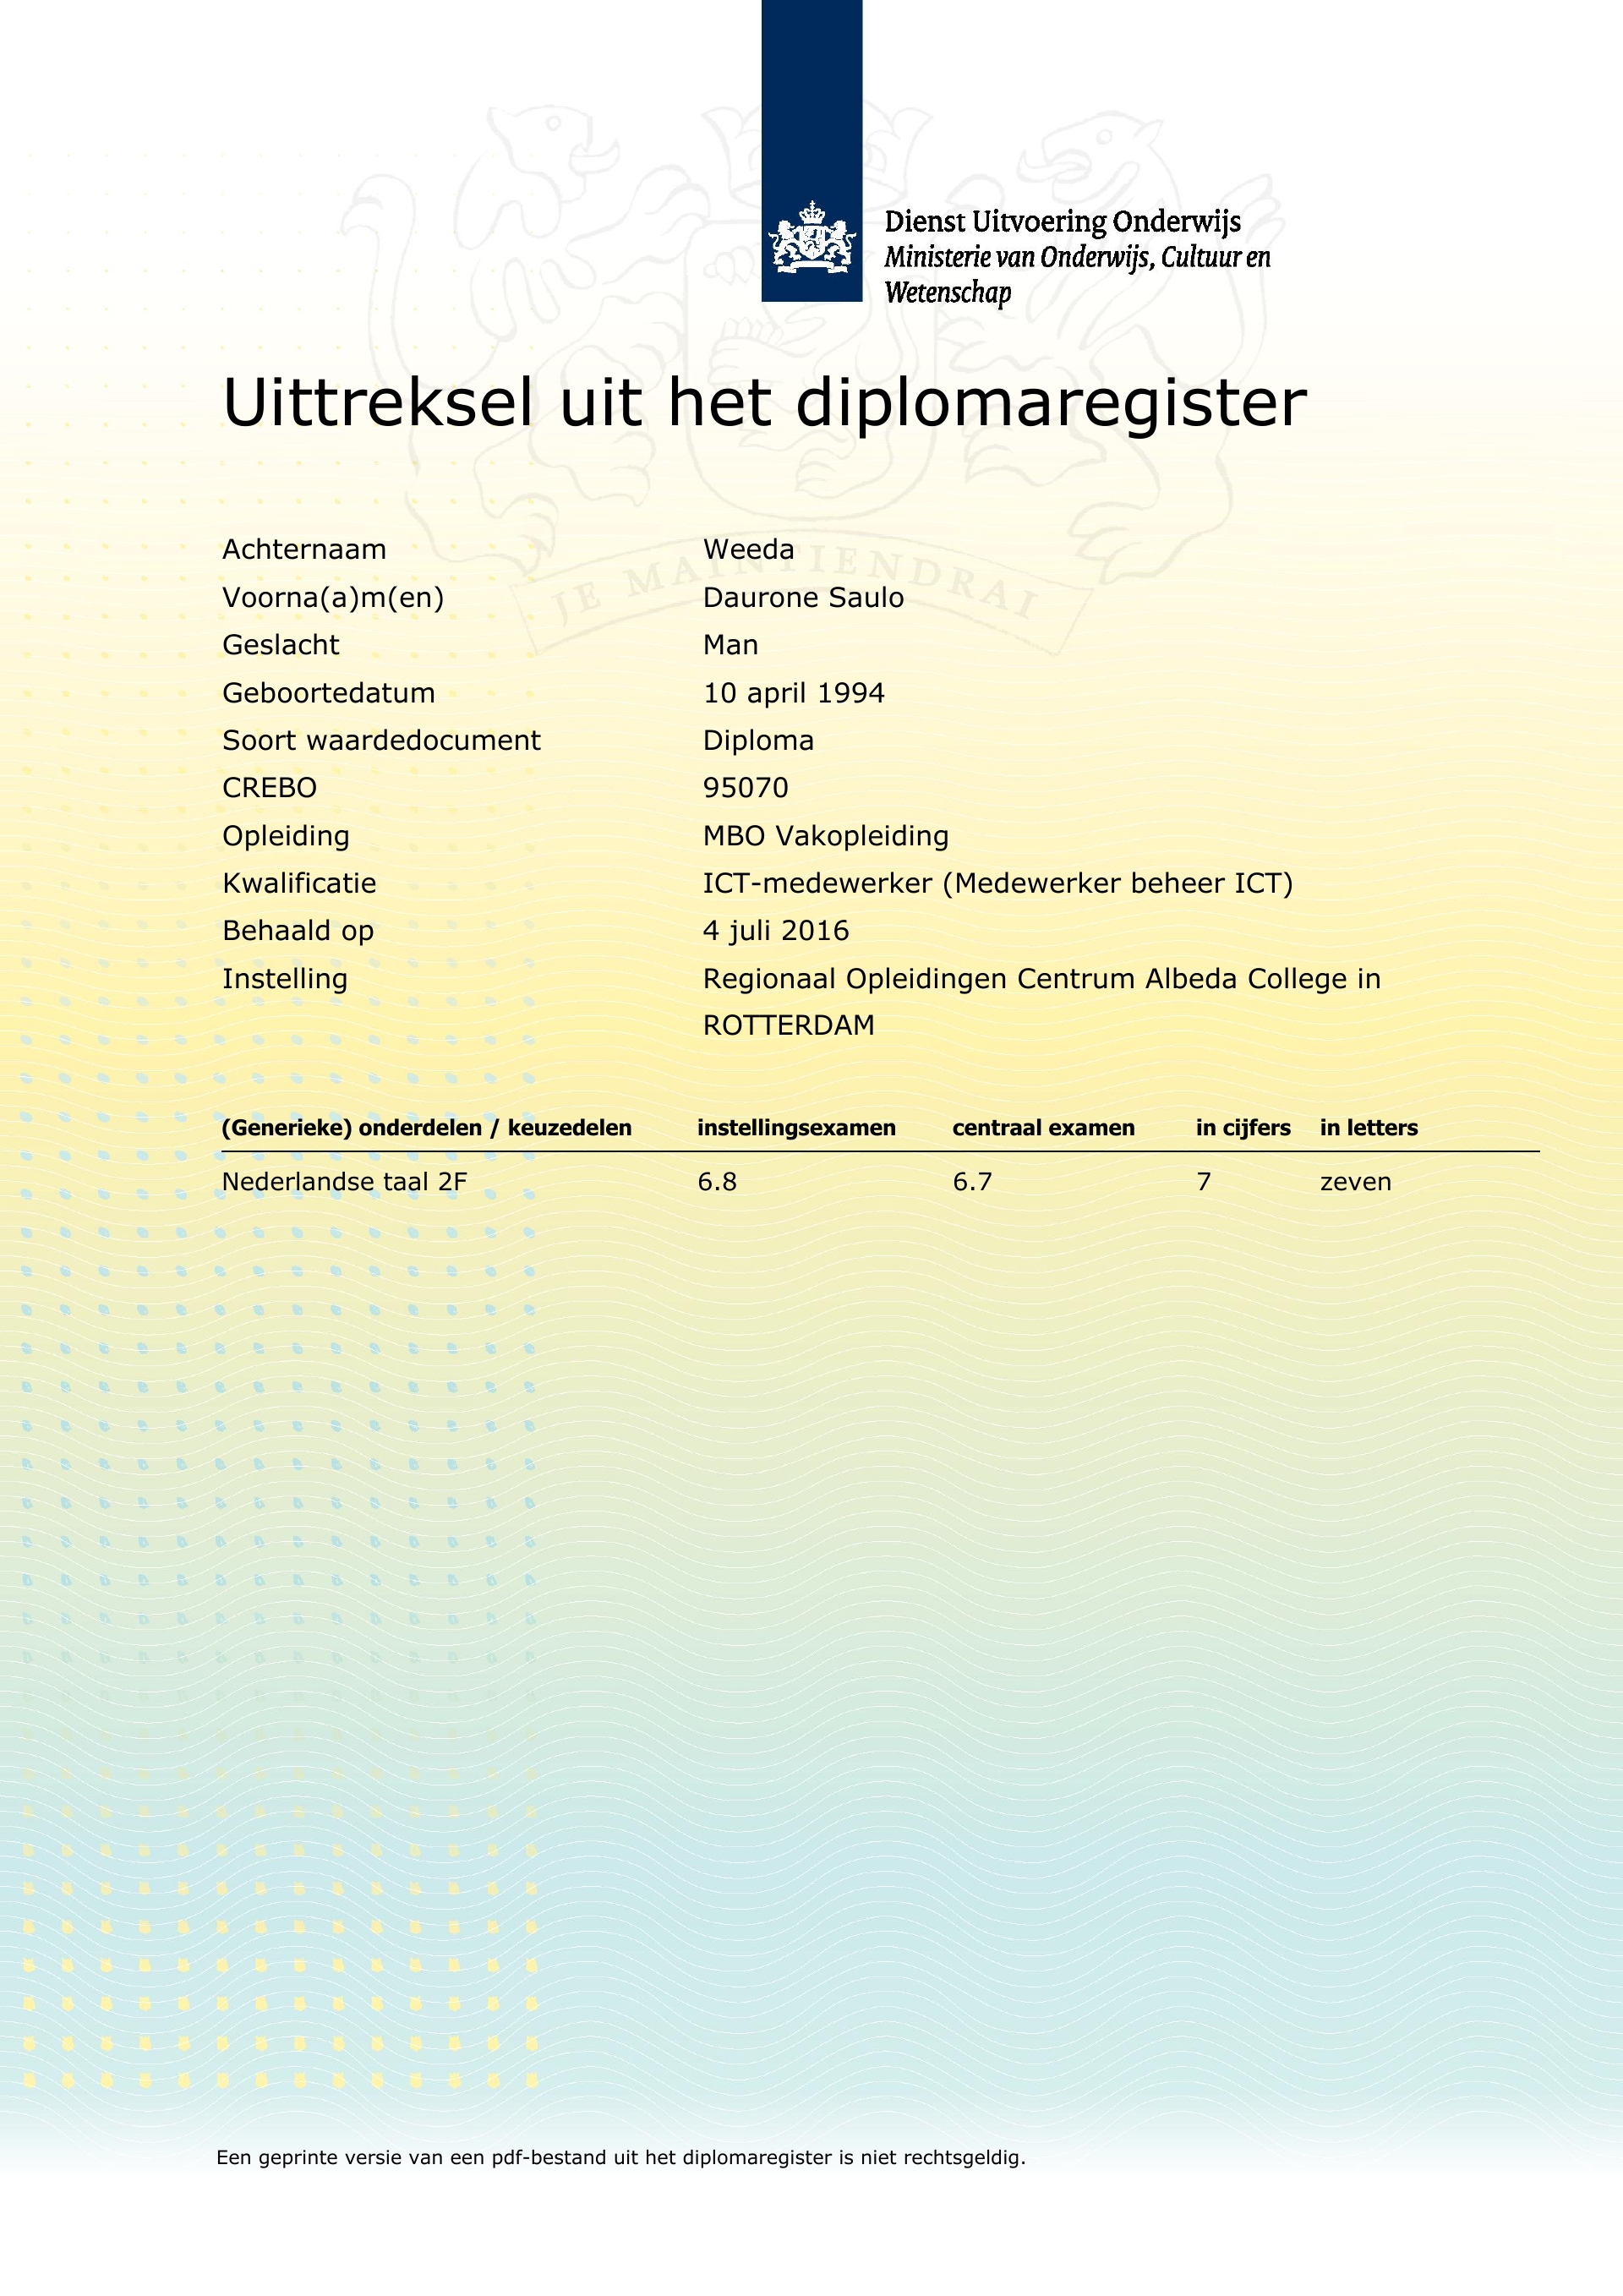 Dienst Uitvoering Onderwijs
Ministerie van Onderwijs, Cultuur en
Wetenschap
Uittreksel uit het diplomaregister
JE MAINTIENDRAI
Achternaam Weeda
Voorna(a)m(en) Daurone Saulo
Geslacht Man
Geboortedatum 10 april 1994
Soort waardedocument Diploma
CREBO 95070
Opleiding MBO Vakopleiding
Kwalificatie ICT-medewerker (Medewerker beheer ICT)
Behaald op 4 juli 2016
Instelling Regionaal Opleidingen Centrum Albeda College in
ROTTERDAM
(Generieke) onderdelen / keuzedelen instellingsexamen centraal examen in cijfers in letters
Nederlandse taal 2F 6.8 6.7 7 zeven
Een geprinte versie van een pdf-bestand uit het diplomaregister is niet rechtsgeldig.